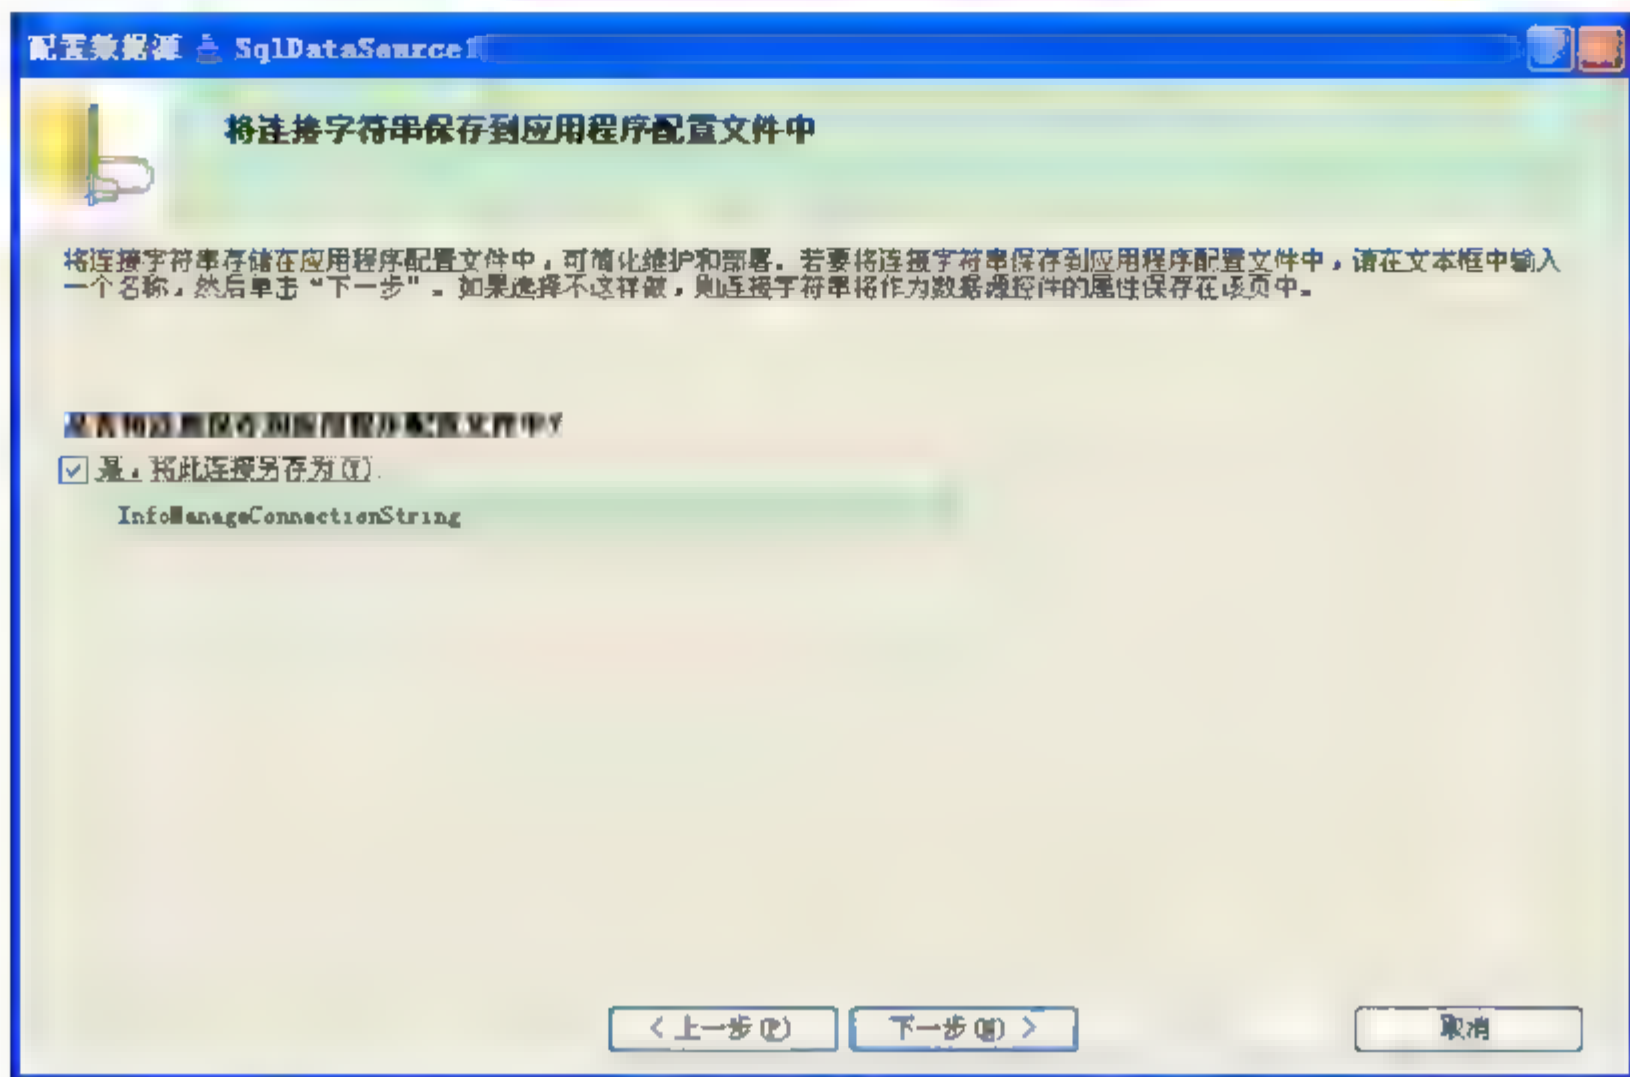 配置数据源 - SqlDataSource1
将连接字符串保存到应用程序配置文件中
将连接字符串存储在应用程序配置文件中，可简化维护和部署。若要将连接字符串保存到应用程序配置文件中，请在文本框中输入
一个名称，然后单击“下一步”。如果选择不这样做，则连接字符串将作为数据源控件的属性保存在该页中。
是否将连接保存到应用程序配置文件中?
是，将此连接另存为(Y):
InfoManageConnectionString
< 上一步(P)
下一步(N) >
取消